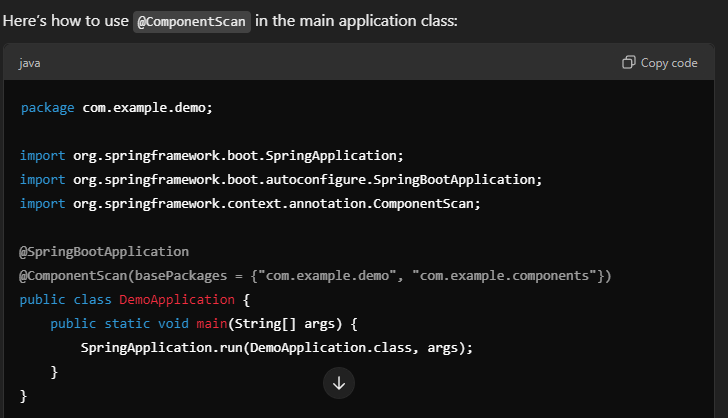 Here's how to use @ComponentScan in the main application class:
java Copy code
package com.example.demo;
import org.springframework.boot.SpringApplication;
import org.springframework.boot.autoconfigure.SpringBootApplication;
import org.springframework.context.annotation.ComponentScan;
@SpringBootApplication
@ComponentScan(basePackages = {"com.example.demo", "com.example.components"})
public class DemoApplication {
    public static void main(String[] args) {
        SpringApplication.run(DemoApplication.class, args);
    }
}